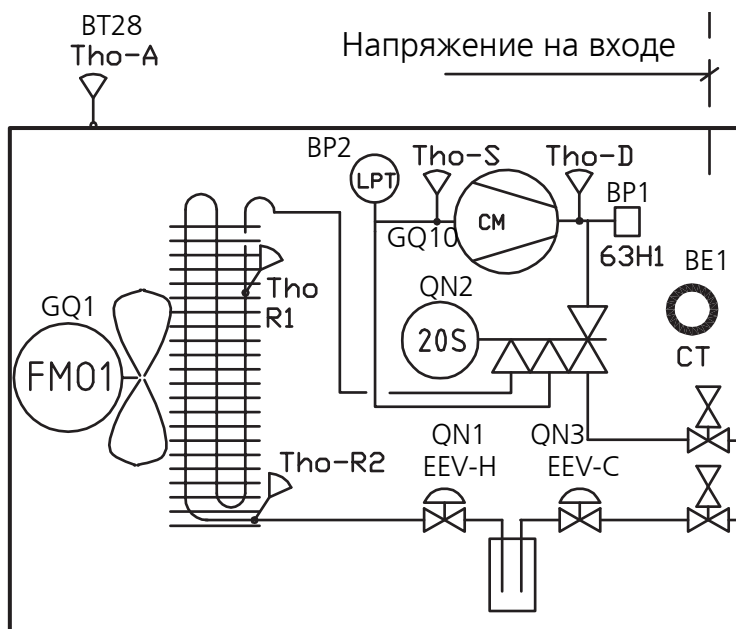 BT28
Tho-A
Напряжение на входе
BP2
LPT
Tho-S
Tho-D
BP1
63H1
GQ10
CM
BE1
CT
QN2
20S
Tho
R1
GQ1
FM01
Tho-R2
QN1
EEV-H
QN3
EEV-C